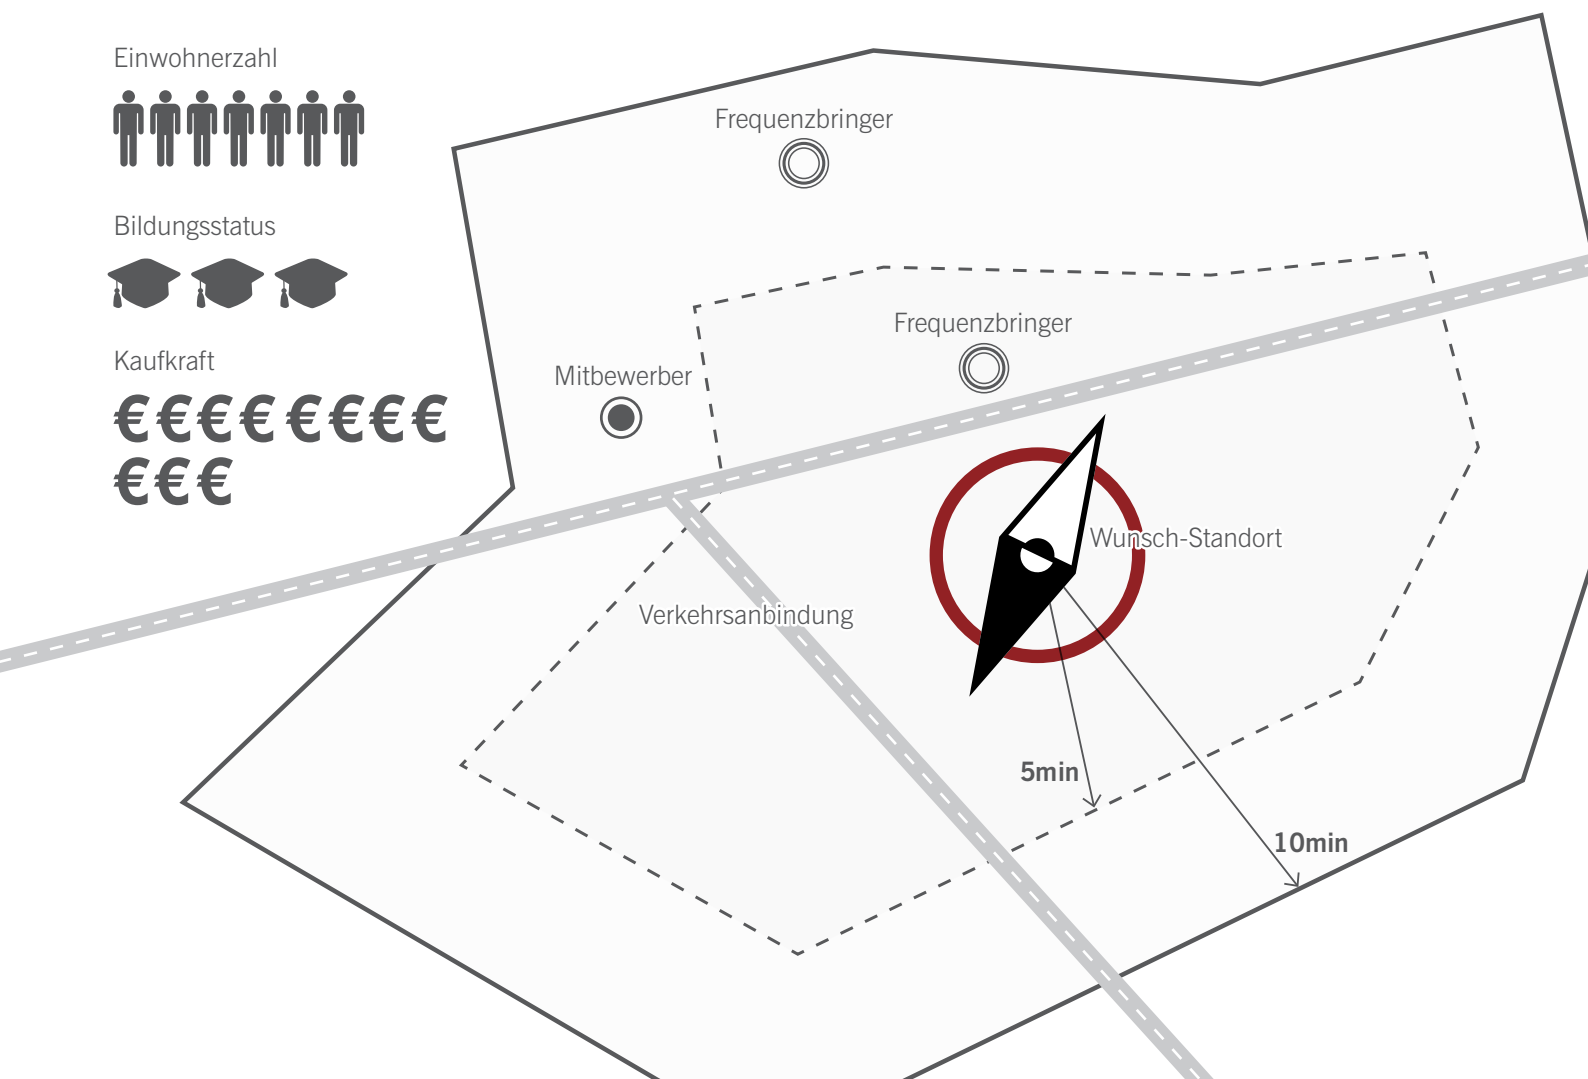 Einwohnerzahl
Bildungsstatus
Kaufkraft
€€€€ €€€€
€€€
Frequenzbringer
Frequenzbringer
Mitbewerber
Wunsch-Standort
Verkehrsanbindung
5min
10min